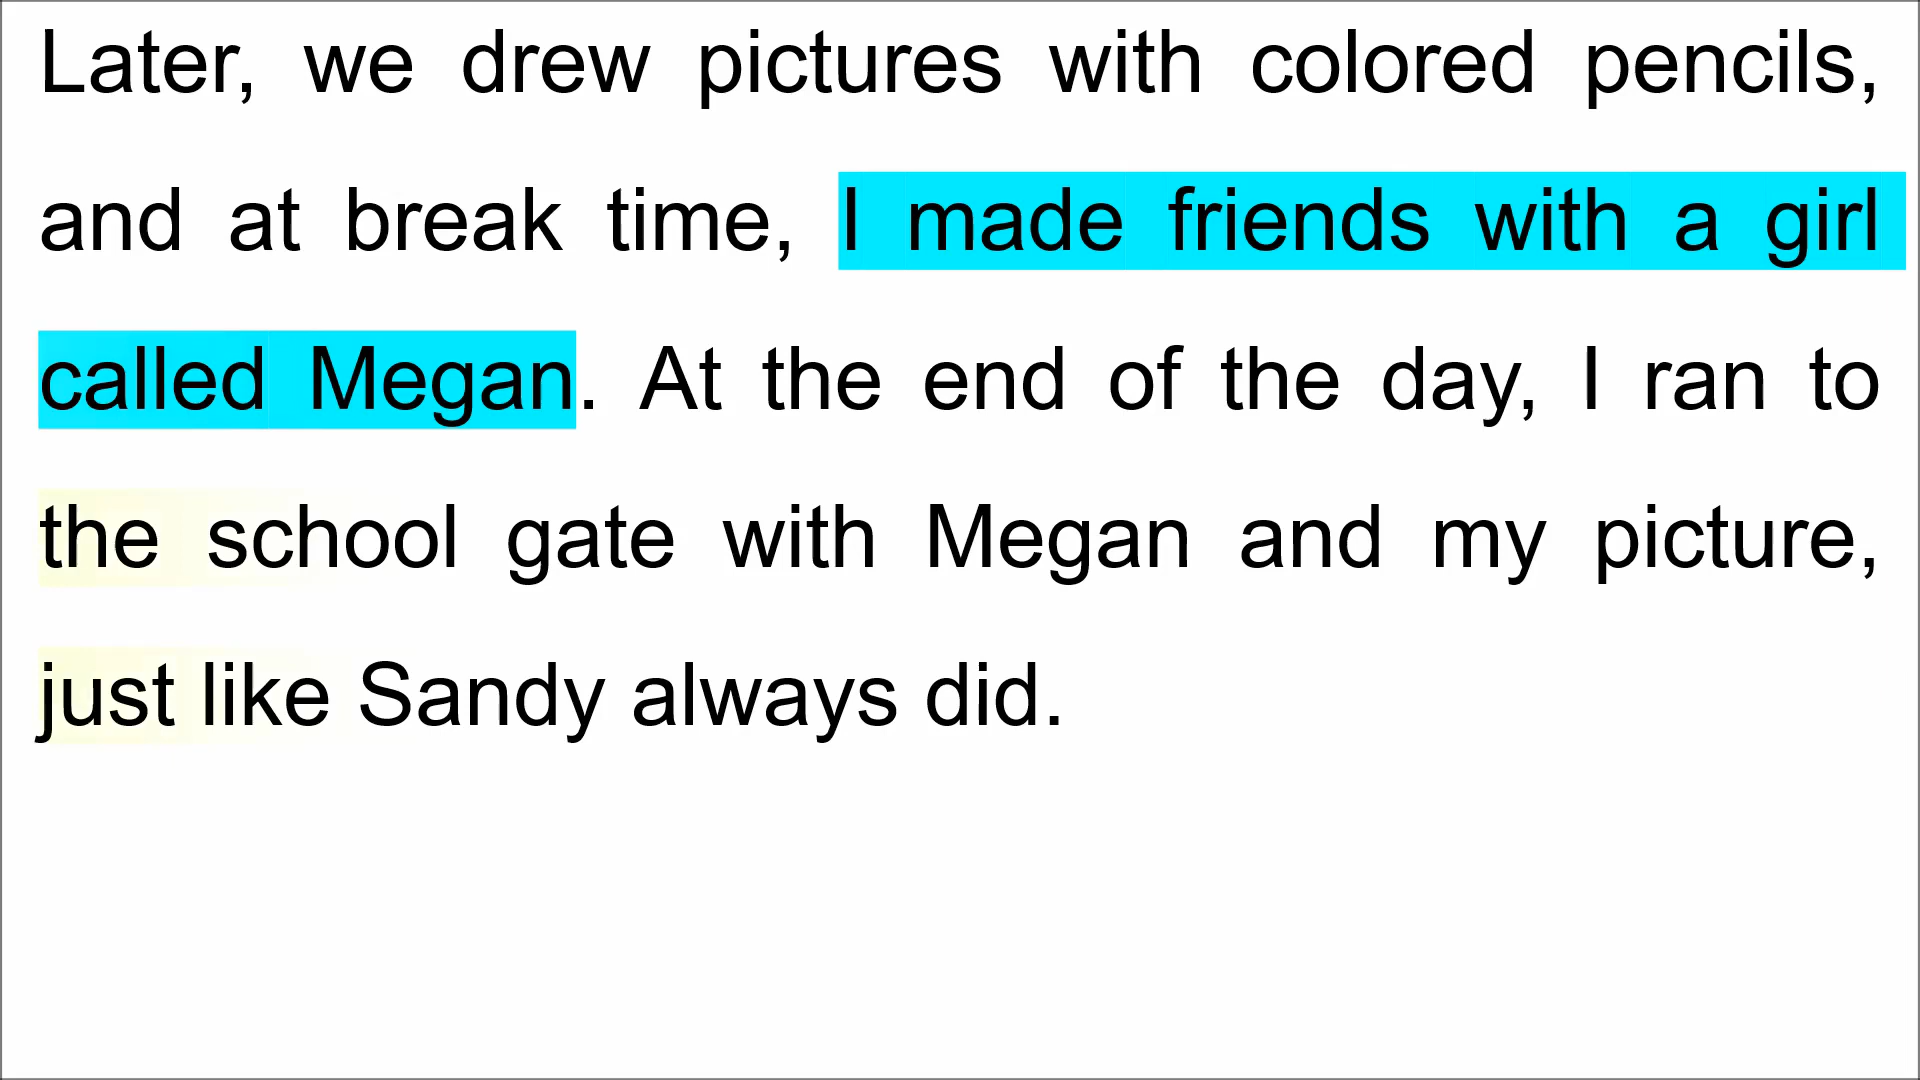 Later, we drew pictures with colored pencils,
and at break time, I made friends with a girl
called Megan. At the end of the day, I ran to
the school gate with Megan and my picture,
just like Sandy always did.